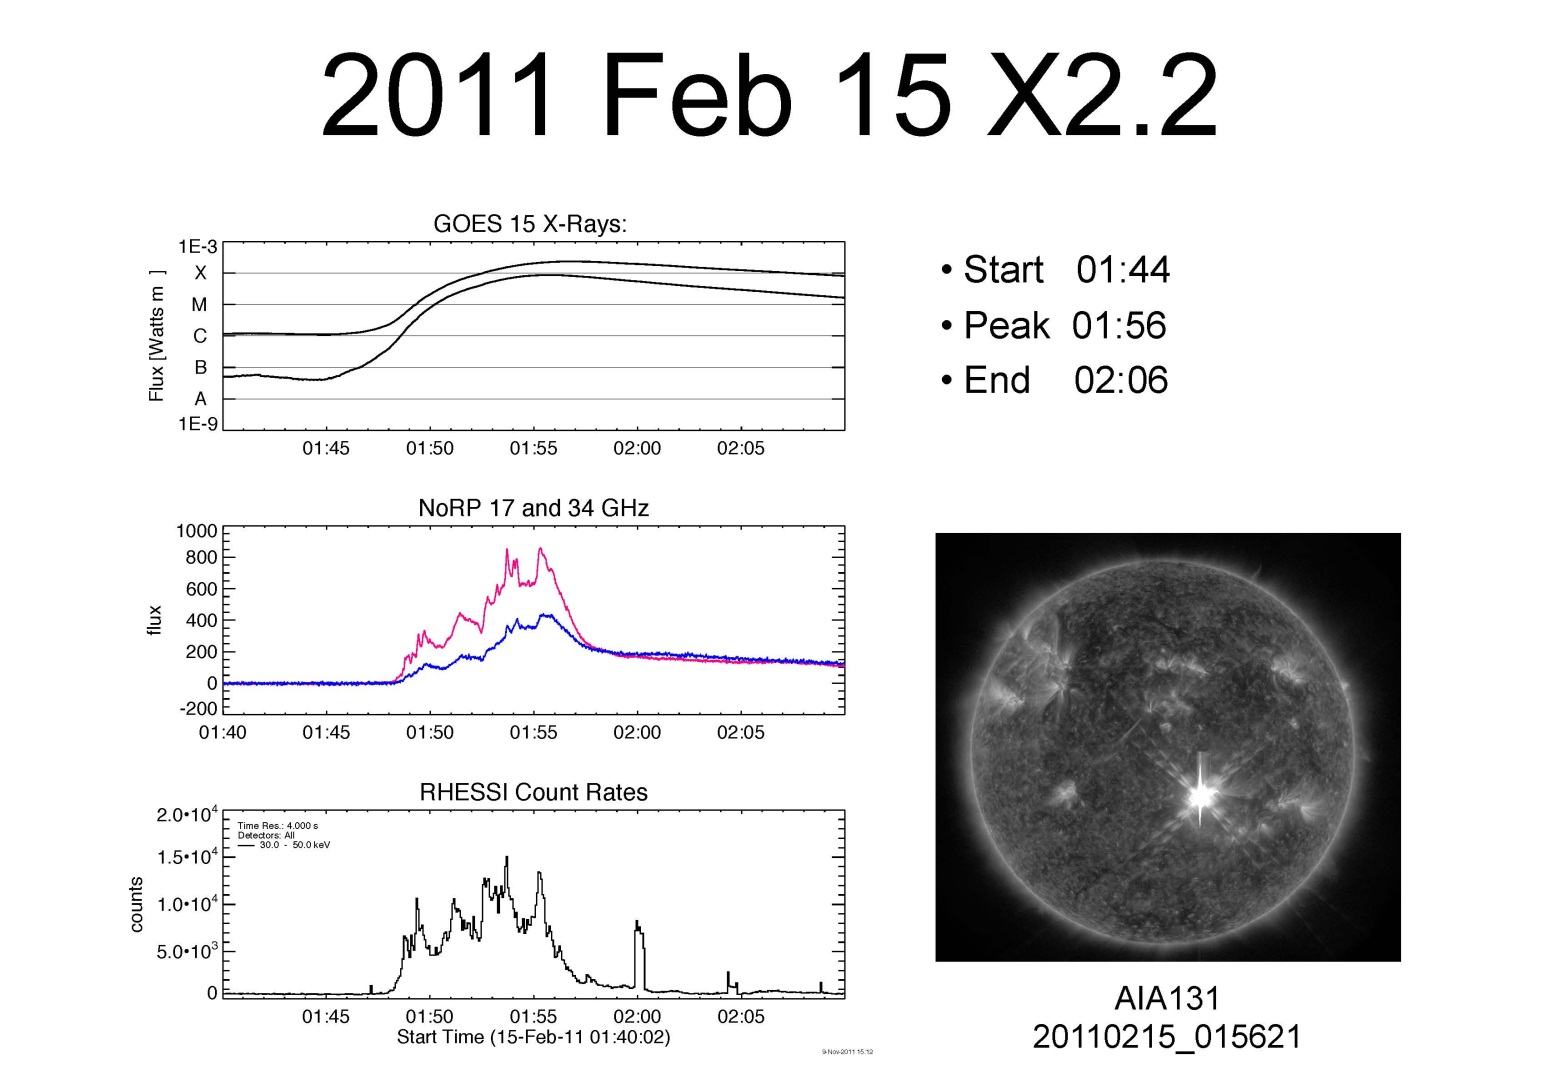 2011 Feb 15 X2.2
GOES 15 X-Rays:
1E-3
X
M
C
B
A
1E-9
Flux [Watts m ]
01:45 01:50 01:55 02:00 02:05
• Start 01:44
• Peak 01:56
• End 02:06
NoRP 17 and 34 GHz
1000
800
600
400
200
0
-200
flux
01:40 01:45 01:50 01:55 02:00 02:05
RHESSI Count Rates
2.0•10⁴
1.5•10⁴
1.0•10⁴
5.0•10³
0
counts
Time Res.: 4.000 s
Detectors: All
30.0 - 50.0 keV
01:45 01:50 01:55 02:00 02:05
Start Time (15-Feb-11 01:40:02)
9-Nov-2011 15:12
AIA131
20110215_015621